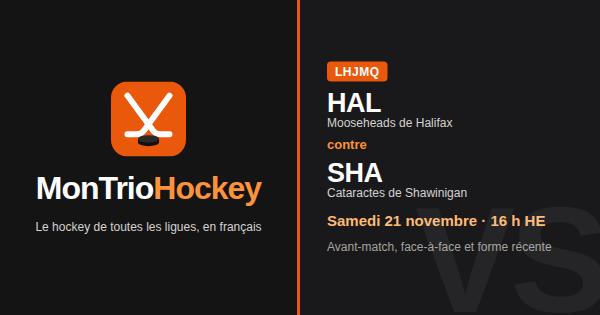 MonTrioHockey
Le hockey de toutes les ligues, en français
LHJMQ
HAL
Mooseheads de Halifax
contre
SHA
Cataractes de Shawinigan
Samedi 21 novembre · 16 h HE
Avant-match, face-à-face et forme récente
VS